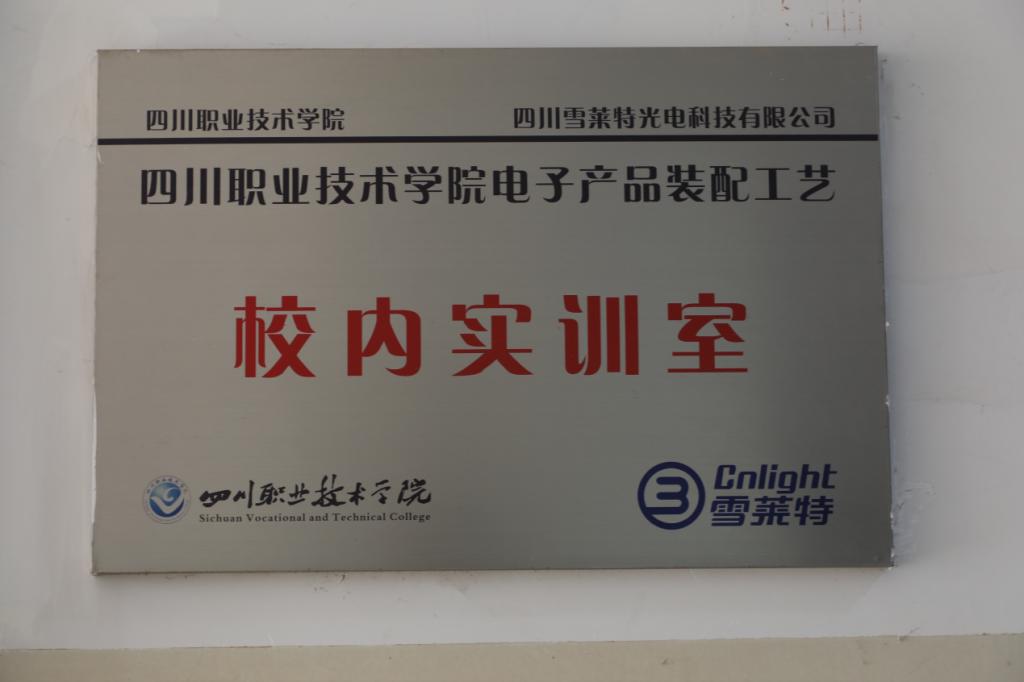 四川职业技术学院 四川雪莱特光电科技有限公司
四川职业技术学院电子产品装配工艺
校内实训室
四川职业技术学院
Sichuan Vocational and Technical College
Cnlight
雪莱特